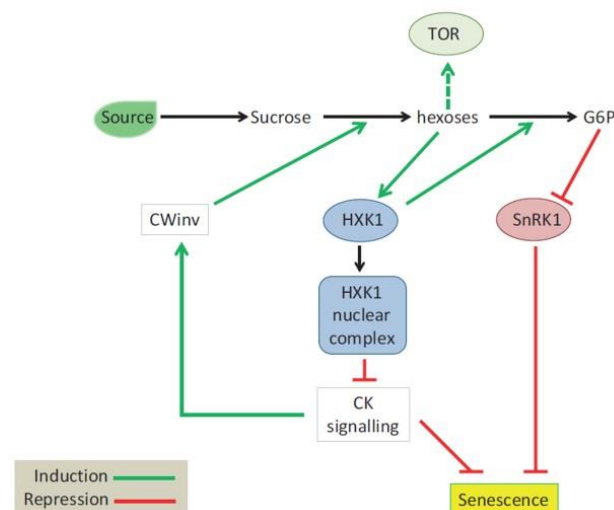 TOR
Source
Sucrose
hexoses
G6P
CWinv
HXK1
SnRK1
HXK1
nuclear
complex
CK
signalling
Induction
Repression
Senescence